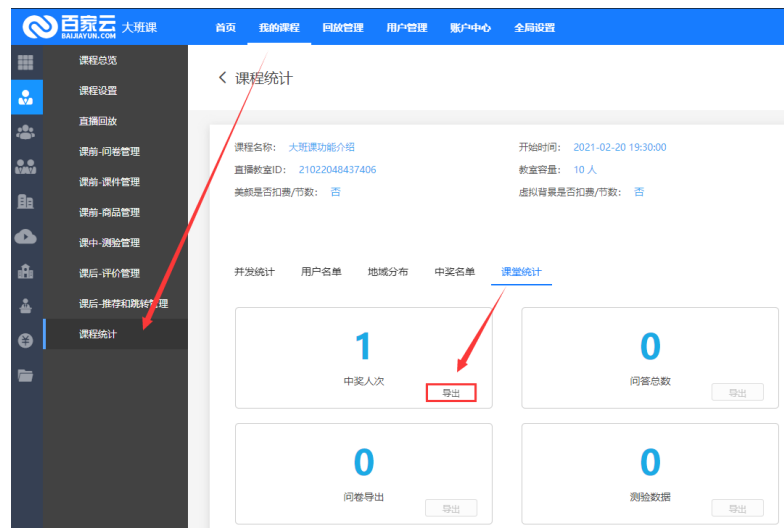 百家云 大班课
BAIJIAYUN.COM
首页 我的课程 回放管理 用户管理 账户中心 全局设置
课程总览
课程设置
直播回放
课前-问卷管理
课前-课件管理
课前-商品管理
课中-测验管理
课后-评价管理
课后-推荐和跳转管理
课程统计
课程统计
课程名称： 大班课功能介绍 开始时间： 2021-02-20 19:30:00
直播教室ID： 21022048437406 教室容量： 10 人
美颜是否扣费/节数： 否 虚拟背景是否扣费/节数： 否
并发统计 用户名单 地域分布 中奖名单 课堂统计
1
中奖人次
导出
0
问答总数
导出
0
问卷导出
导出
0
测验数据
导出